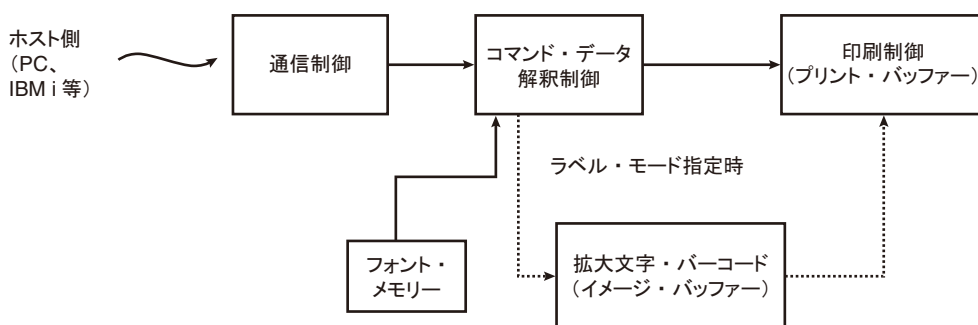 ホスト側
（PC、
IBM i 等）
通信制御
コマンド・データ
解釈制御
印刷制御
（プリント・バッファー）
ラベル・モード指定時
フォント・
メモリー
拡大文字・バーコード
（イメージ・バッファー）